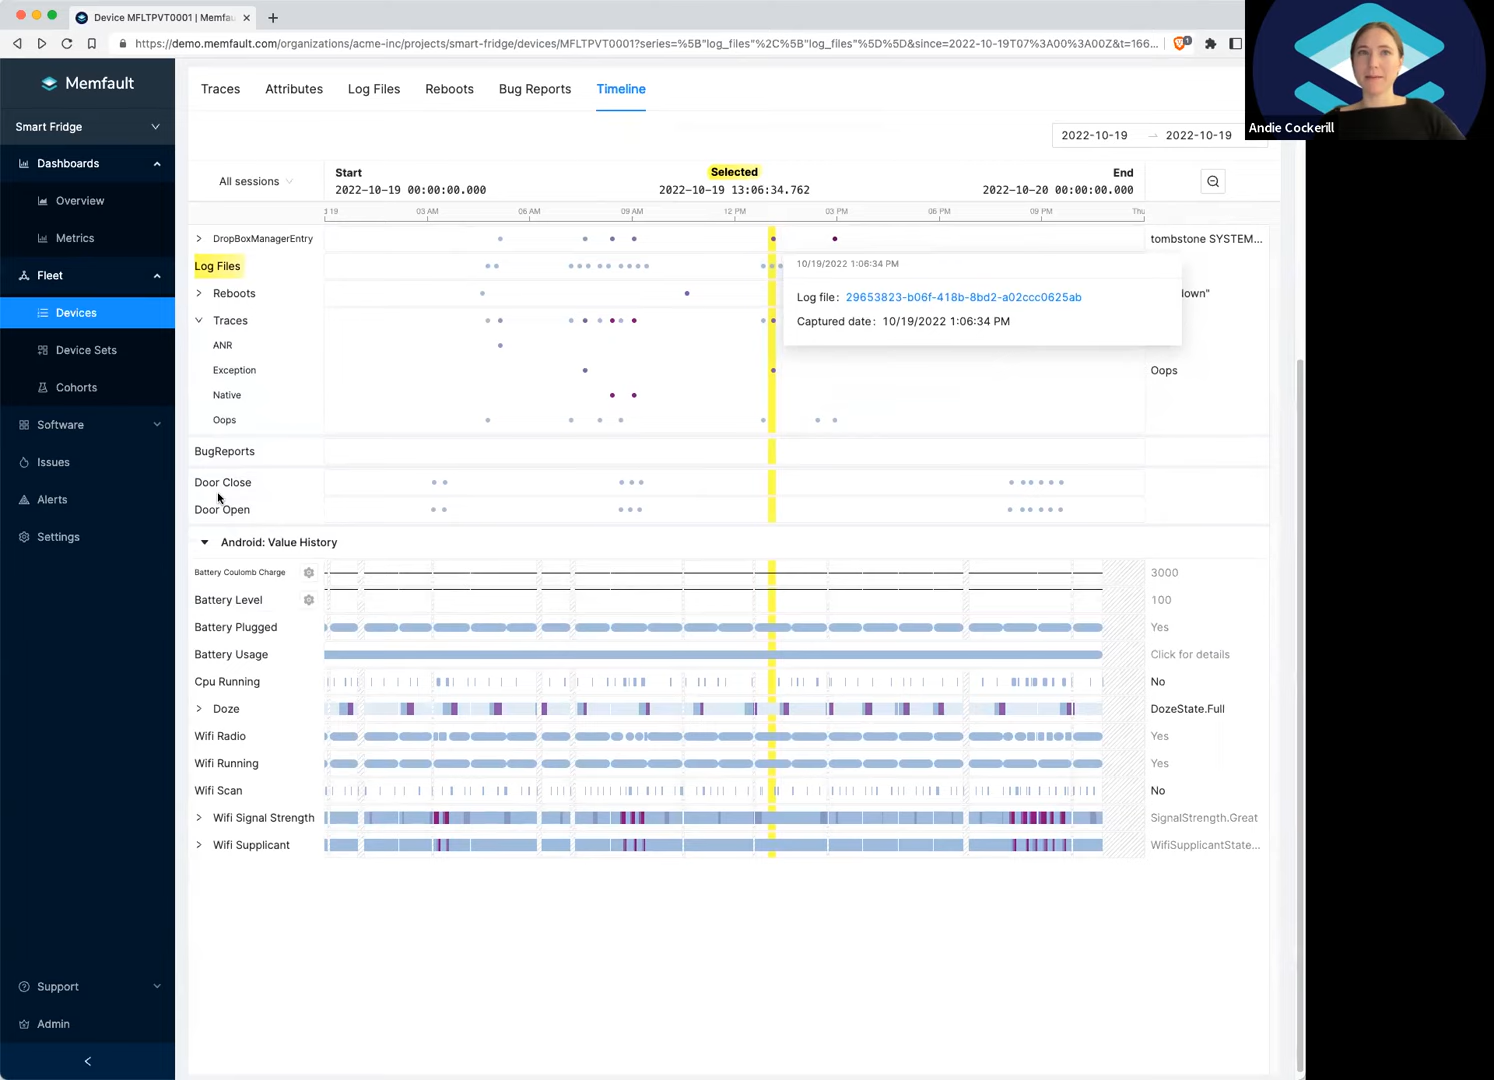 Device MFLTPVT0001 | Memfau
https://demo.memfault.com/organizations/acme-inc/projects/smart-fridge/devices/MFLTPVT0001?series=%5B"log_files"%2C%5B"log_files"%5D%5D&since=2022-10-19T07%3A00%3A00Z&t=166...
1
Andie Cockerill
Memfault
Smart Fridge
Dashboards
Overview
Metrics
Fleet
Devices
Device Sets
Cohorts
Software
Issues
Alerts
Settings
Support
Admin
Traces Attributes Log Files Reboots Bug Reports Timeline
2022-10-19 → 2022-10-19
All sessions
Start Selected End
2022-10-19 00:00:00.000 2022-10-19 13:06:34.762 2022-10-20 00:00:00.000
19 03 AM 06 AM 09 AM 12 PM 03 PM 06 PM 09 PM Thu
DropBoxManagerEntry tombstone SYSTEM...
Log Files
10/19/2022 1:06:34 PM
Log file: 29653823-b06f-418b-8bd2-a02ccc0625ab
Captured date: 10/19/2022 1:06:34 PM
Reboots down"
Traces
ANR
Exception Oops
Native
Oops
BugReports
Door Close
Door Open
Android: Value History
Battery Coulomb Charge 3000
Battery Level 100
Battery Plugged Yes
Battery Usage Click for details
Cpu Running No
Doze DozeState.Full
Wifi Radio Yes
Wifi Running Yes
Wifi Scan No
Wifi Signal Strength SignalStrength.Great
Wifi Supplicant WifiSupplicantState...